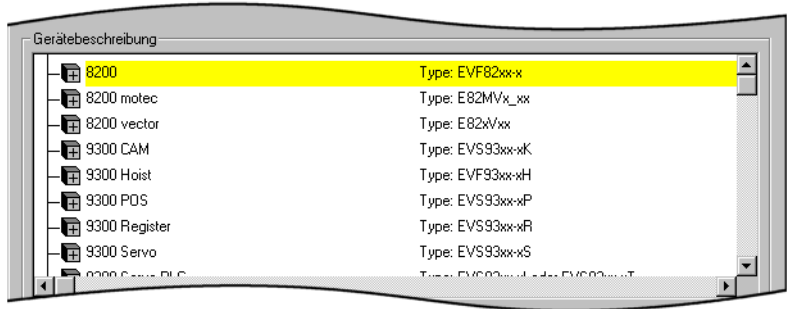 Gerätebeschreibung
8200 Type: EVF82xx-x
8200 motec Type: E82MVx_xx
8200 vector Type: E82xVxx
9300 CAM Type: EVS93xx-xK
9300 Hoist Type: EVF93xx-xH
9300 POS Type: EVS93xx-xP
9300 Register Type: EVS93xx-xR
9300 Servo Type: EVS93xx-xS